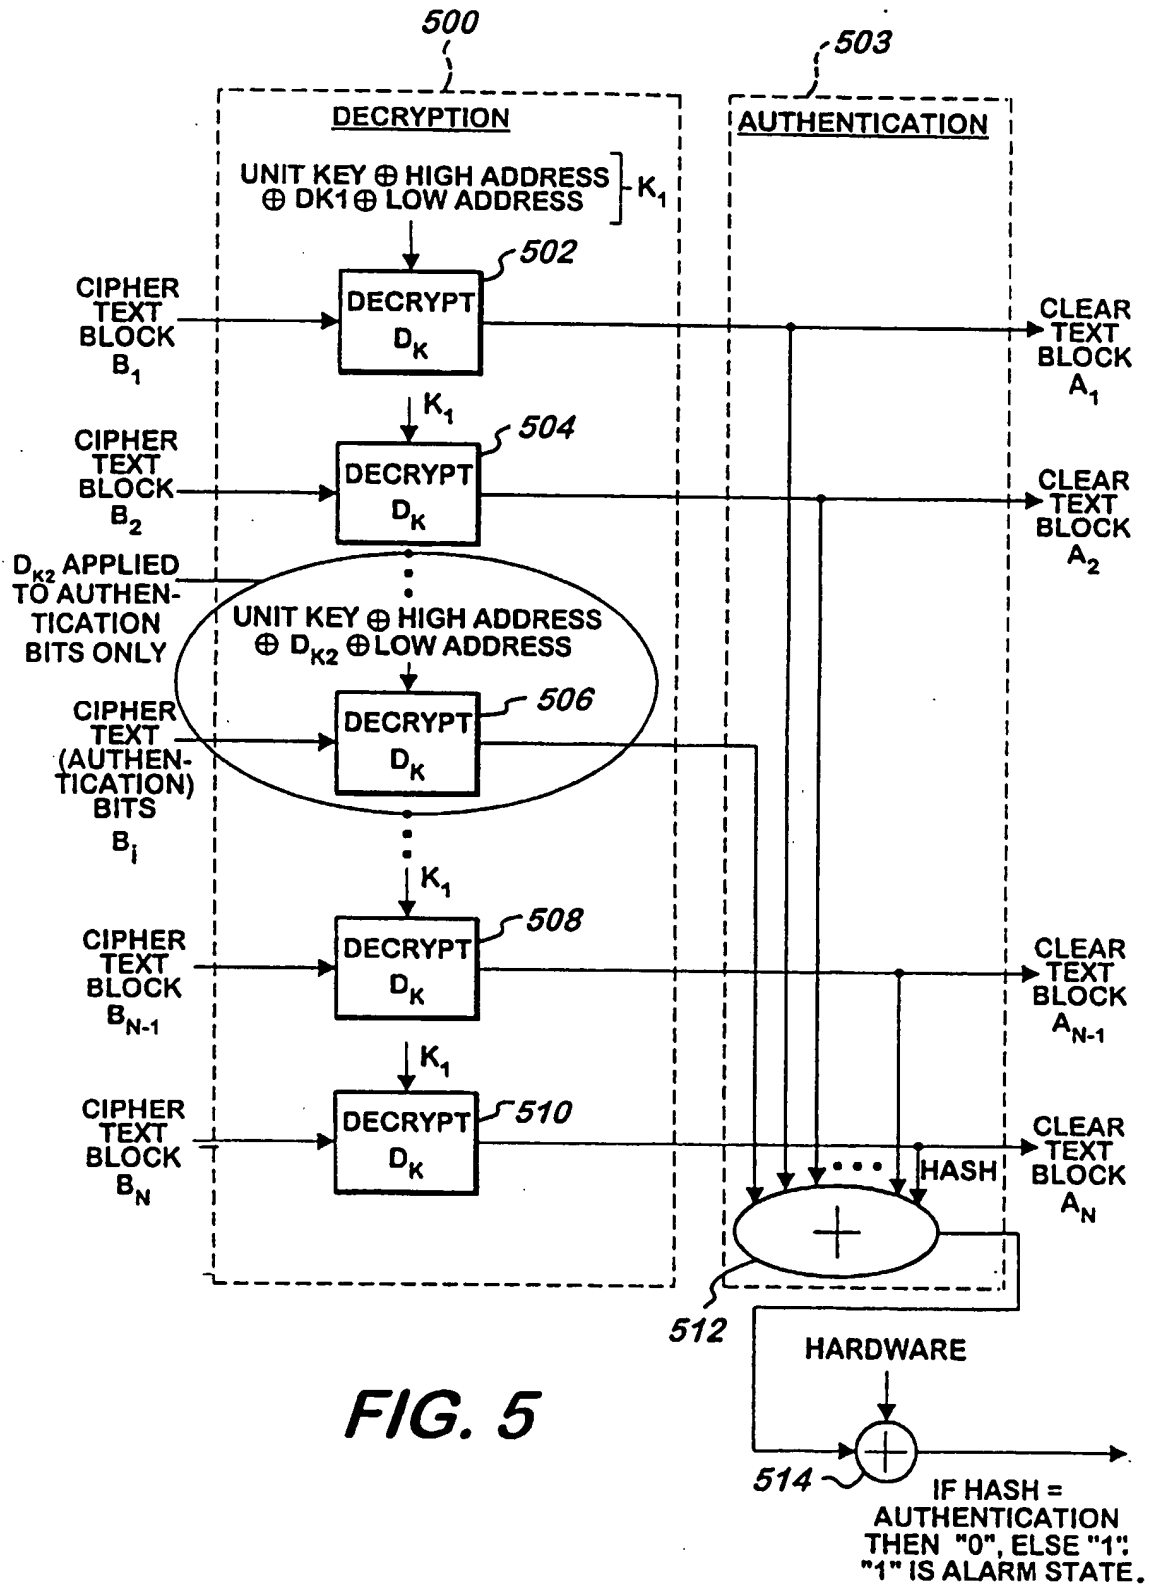 500
503
DECRYPTION
AUTHENTICATION
UNIT KEY ⊕ HIGH ADDRESS
⊕ DK1 ⊕ LOW ADDRESS
K1
502
CIPHER
TEXT
BLOCK
B1
DECRYPT
DK
CLEAR
TEXT
BLOCK
A1
K1
504
CIPHER
TEXT
BLOCK
B2
DECRYPT
DK
CLEAR
TEXT
BLOCK
A2
DK2 APPLIED
TO AUTHEN-
TICATION
BITS ONLY
UNIT KEY ⊕ HIGH ADDRESS
⊕ DK2 ⊕ LOW ADDRESS
506
CIPHER
TEXT
(AUTHEN-
TICATION)
BITS
Bi
DECRYPT
DK
K1
508
CIPHER
TEXT
BLOCK
BN-1
DECRYPT
DK
CLEAR
TEXT
BLOCK
AN-1
K1
510
CIPHER
TEXT
BLOCK
BN
DECRYPT
DK
CLEAR
TEXT
BLOCK
AN
HASH
512
HARDWARE
FIG. 5
514
IF HASH =
AUTHENTICATION
THEN "0", ELSE "1".
"1" IS ALARM STATE.